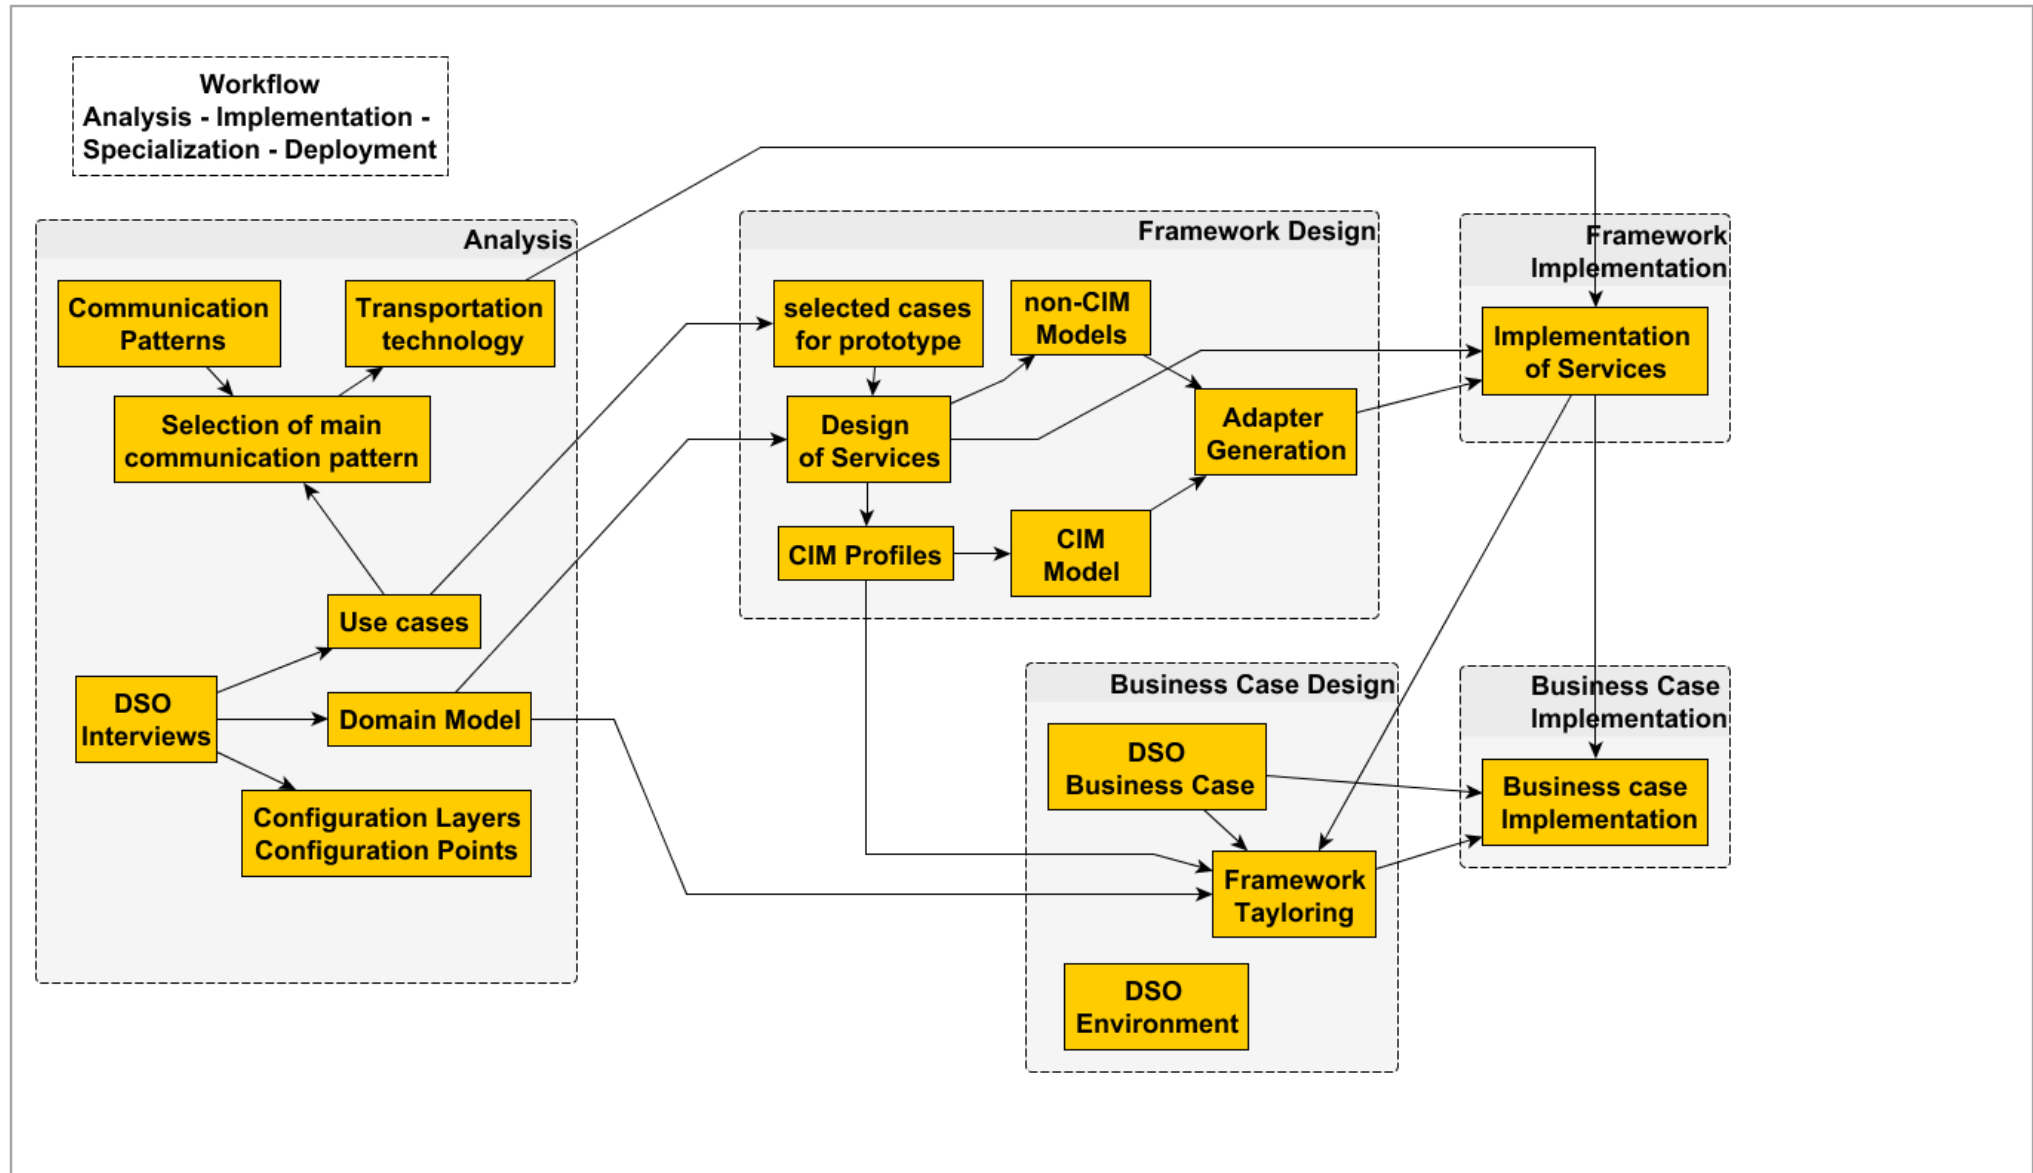 Workflow
Analysis - Implementation -
Specialization - Deployment
Analysis
Communication
Patterns
Transportation
technology
Selection of main
communication pattern
Use cases
DSO
Interviews
Domain Model
Configuration Layers
Configuration Points
Framework Design
selected cases
for prototype
non-CIM
Models
Design
of Services
Adapter
Generation
CIM Profiles
CIM
Model
Framework
Implementation
Implementation
of Services
Business Case Design
DSO
Business Case
Framework
Tayloring
DSO
Environment
Business Case
Implementation
Business case
Implementation